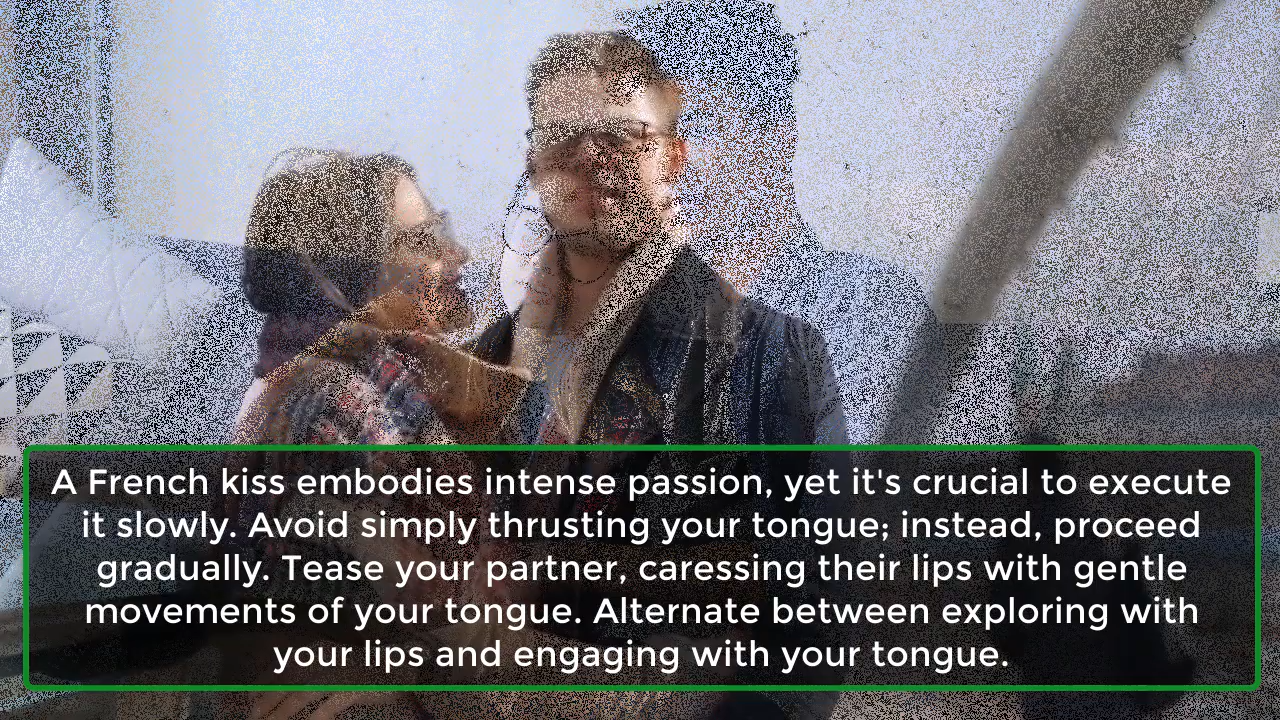 A French kiss embodies intense passion, yet it's crucial to execute
it slowly. Avoid simply thrusting your tongue; instead, proceed
gradually. Tease your partner, caressing their lips with gentle
movements of your tongue. Alternate between exploring with
your lips and engaging with your tongue.